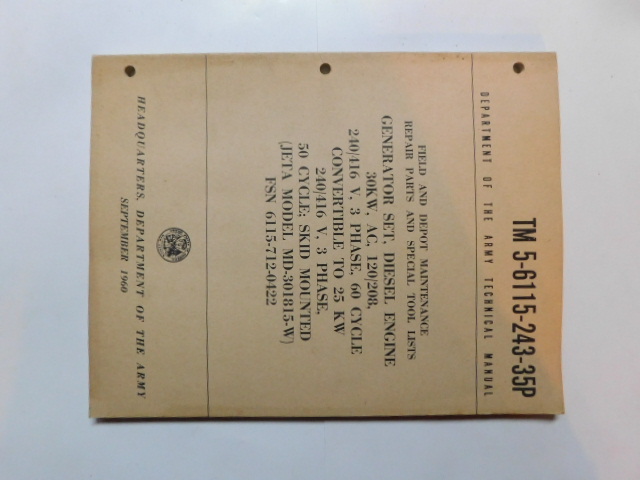 TM 5-6115-243-35P
DEPARTMENT OF THE ARMY TECHNICAL MANUAL
FIELD AND DEPOT MAINTENANCE
REPAIR PARTS AND SPECIAL TOOL LISTS
GENERATOR SET, DIESEL ENGINE
30KW, AC, 120/208,
240/416 V, 3 PHASE, 60 CYCLE
CONVERTIBLE TO 25 KW
240/416 V, 3 PHASE,
50 CYCLE; SKID MOUNTED
(JETA MODEL MD-301815-W)
FSN 6115-712-0422
HEADQUARTERS, DEPARTMENT OF THE ARMY
SEPTEMBER 1960